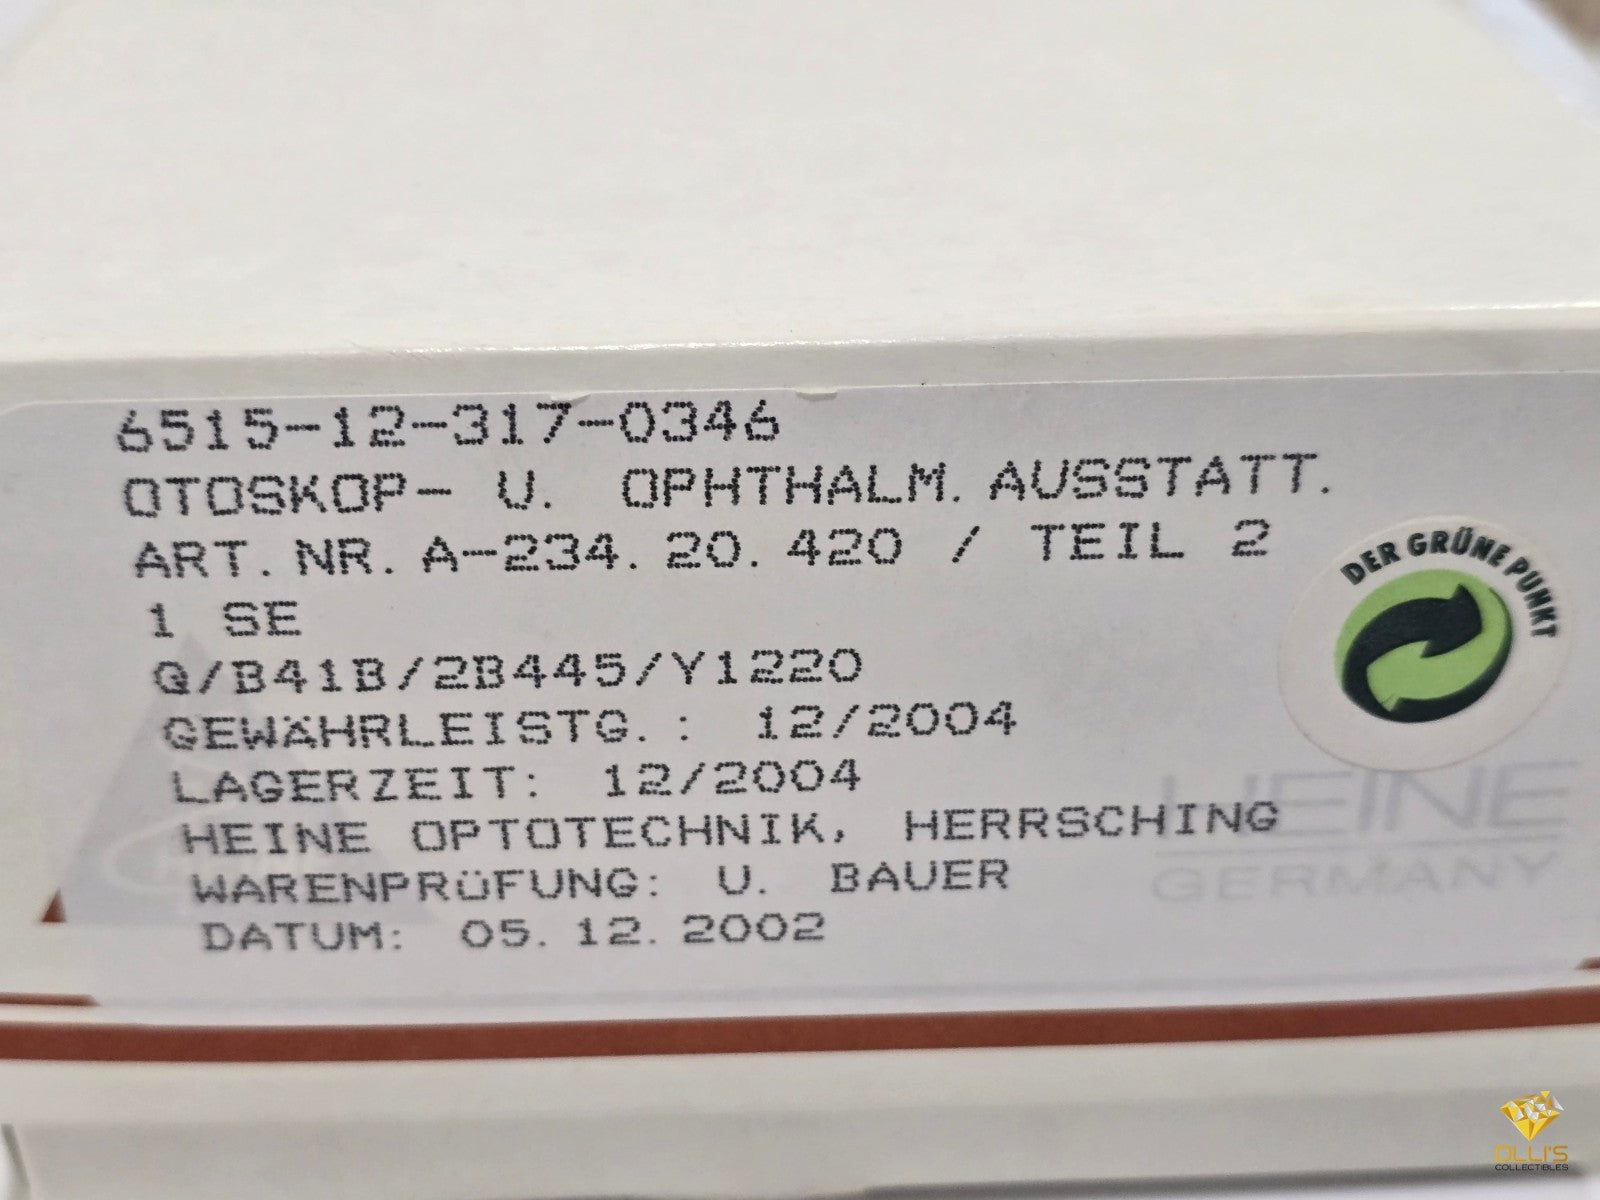 6515-12-317-0346
OTOSKOP- U. OPHTHALM. AUSSTATT.
ART. NR. A-234. 20. 420 / TEIL 2
1 SE
Q/B41B/2B445/Y1220
GEWÄHRLEISTG. : 12/2004
LAGERZEIT: 12/2004
HEINE OPTOTECHNIK, HERRSCHING
WARENPRÜFUNG: U. BAUER
DATUM: 05. 12. 2002
DER GRÜNE PUNKT
HEINE
GERMANY
OLLI'S
COLLECTIBLES